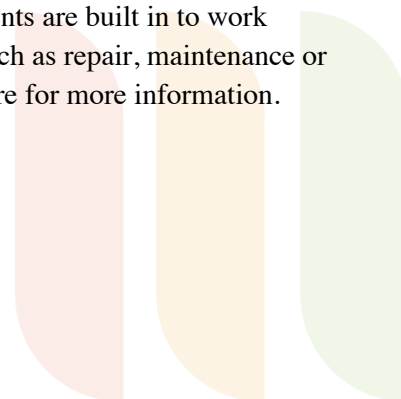 nts are built in to work
ch as repair, maintenance or
re for more information.